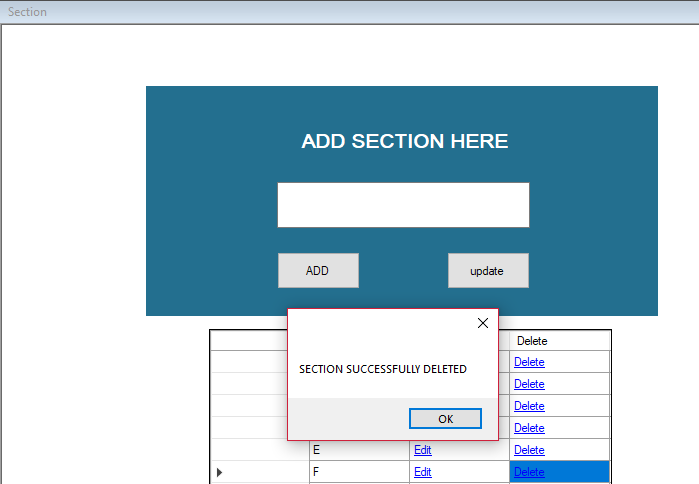 Section
ADD SECTION HERE
ADD update
Delete
SECTION SUCCESSFULLY DELETED
Delete
Delete
Delete
Delete
OK
E Edit Delete
F Edit Delete